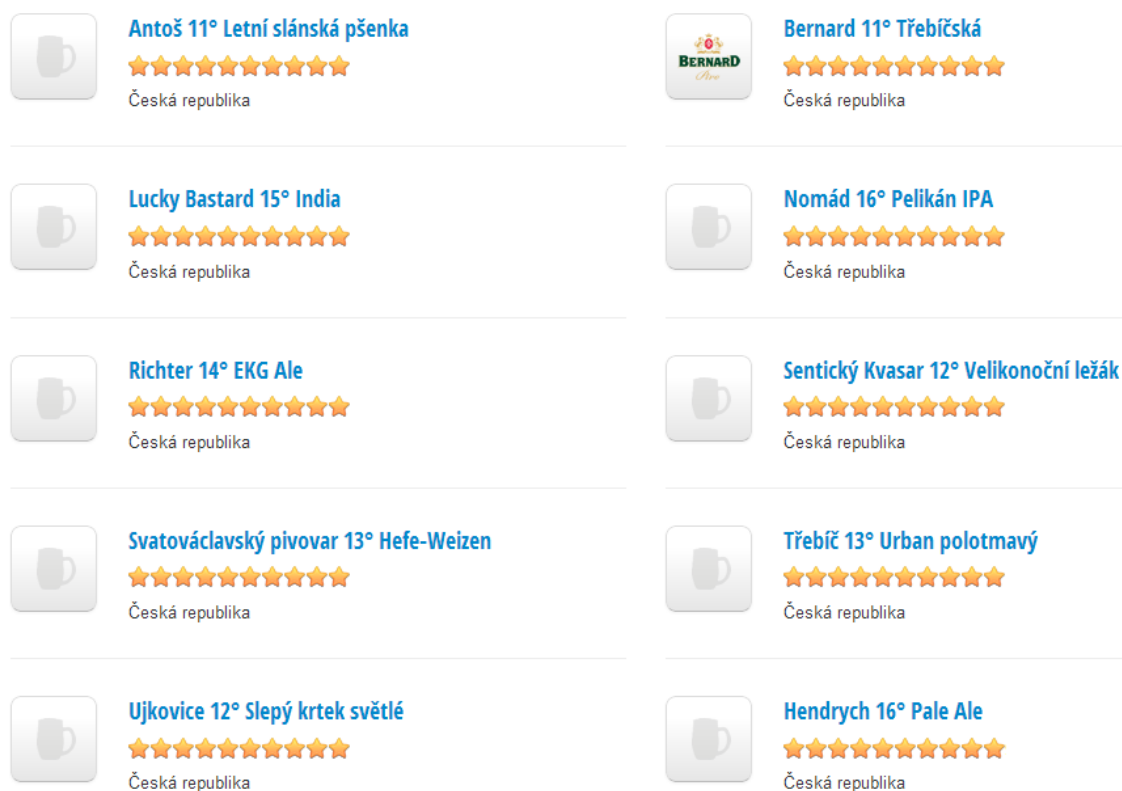 Antoš 11° Letní slánská pšenka
Česká republika
BERNARD
Pivo
Bernard 11° Třebíčská
Česká republika
Lucky Bastard 15° India
Česká republika
Nomád 16° Pelikán IPA
Česká republika
Richter 14° EKG Ale
Česká republika
Sentický Kvasar 12° Velikonoční ležák
Česká republika
Svatováclavský pivovar 13° Hefe-Weizen
Česká republika
Třebíč 13° Urban polotmavý
Česká republika
Ujkovice 12° Slepý krtek světlé
Česká republika
Hendrych 16° Pale Ale
Česká republika